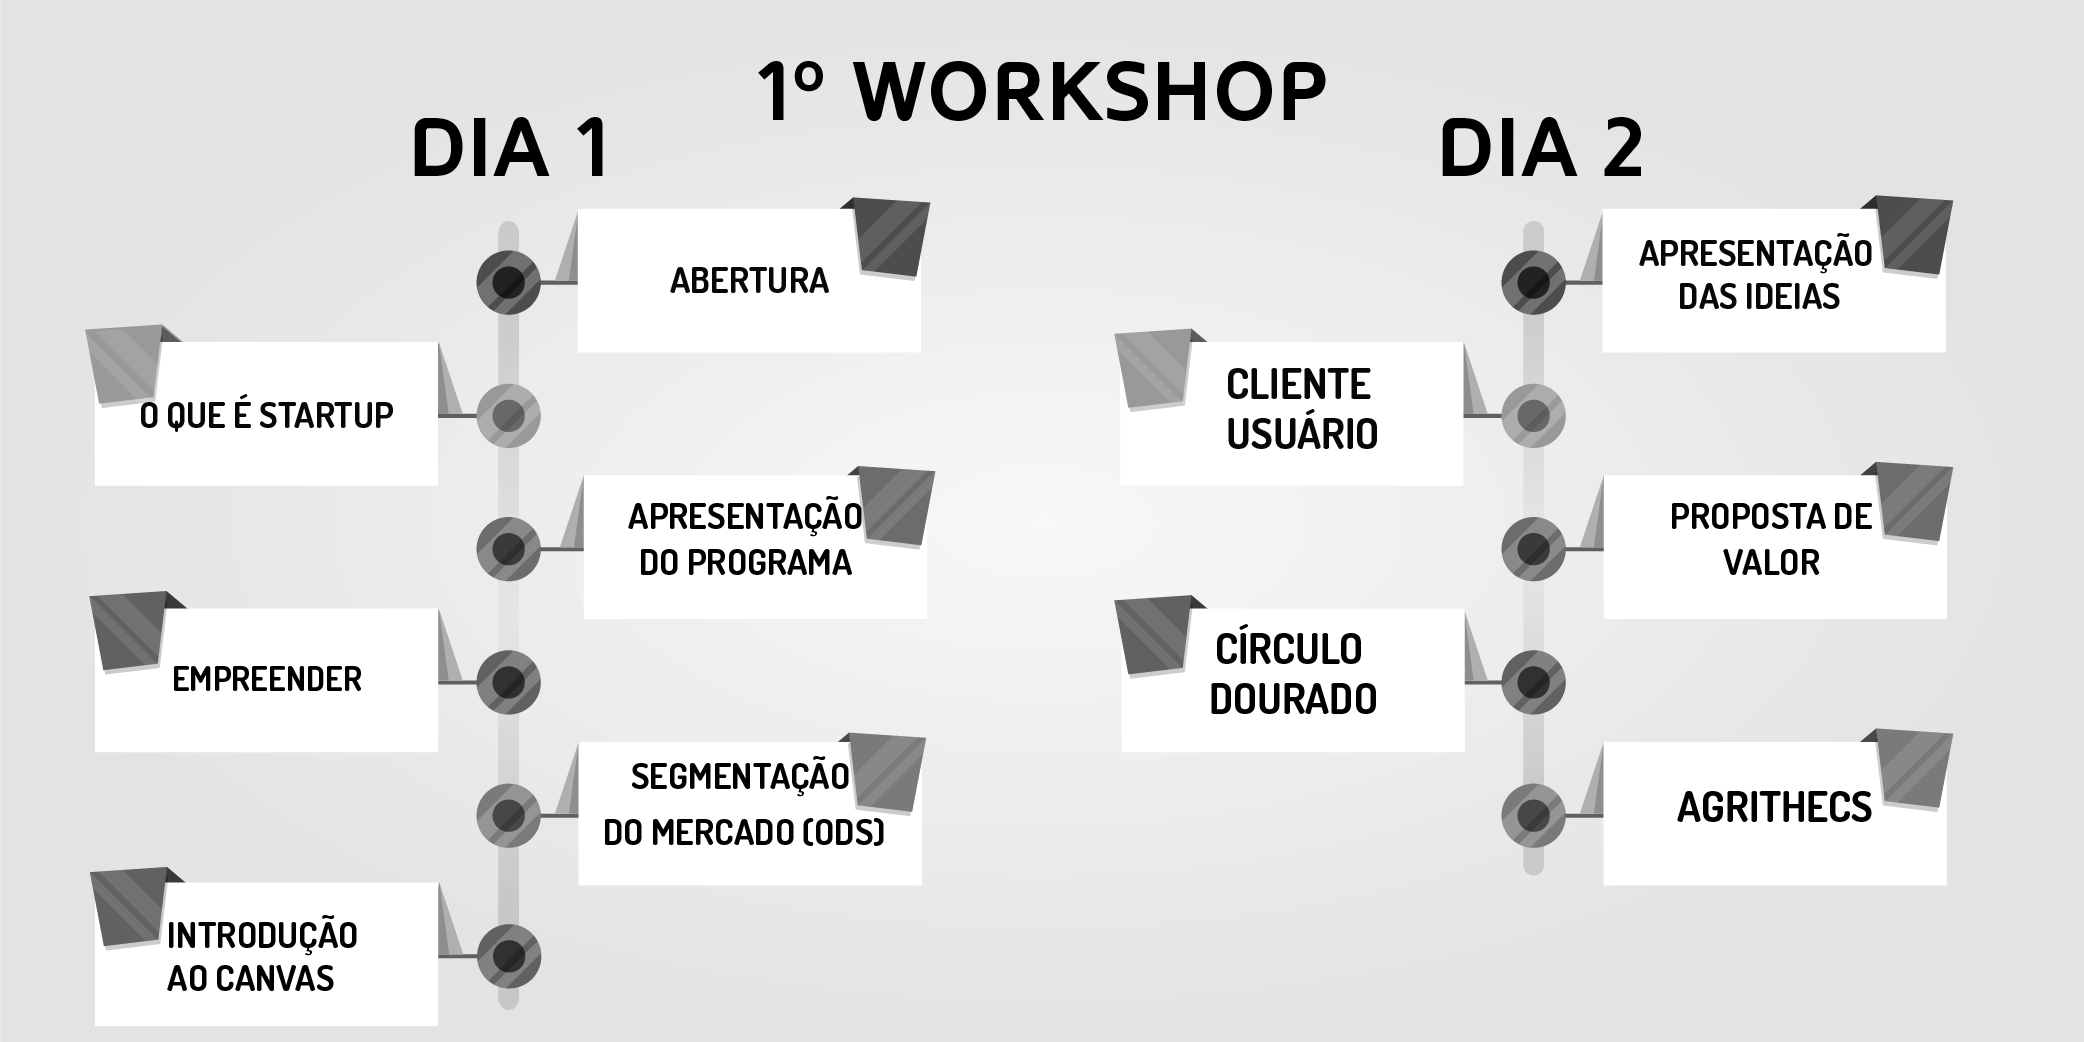 1º WORKSHOP
DIA 1
ABERTURA
O QUE É STARTUP
APRESENTAÇÃO
DO PROGRAMA
EMPREENDER
SEGMENTAÇÃO
DO MERCADO (ODS)
INTRODUÇÃO
AO CANVAS
DIA 2
APRESENTAÇÃO
DAS IDEIAS
CLIENTE
USUÁRIO
PROPOSTA DE
VALOR
CÍRCULO
DOURADO
AGRITHECS